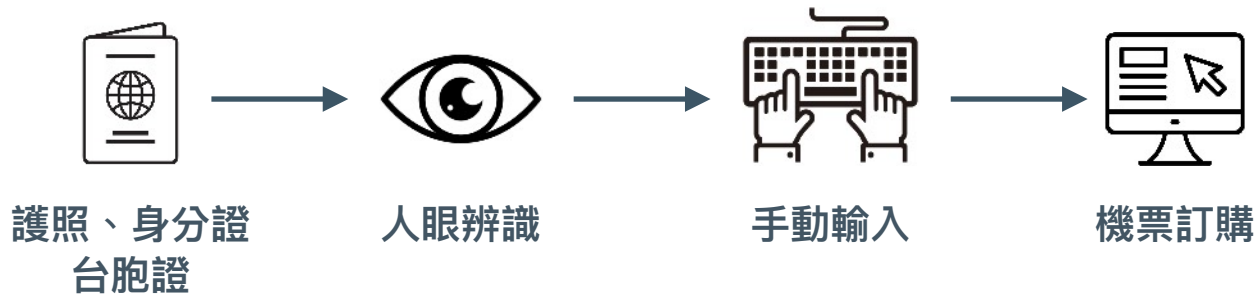 護照、身分證
台胞證
人眼辨識
手動輸入
機票訂購